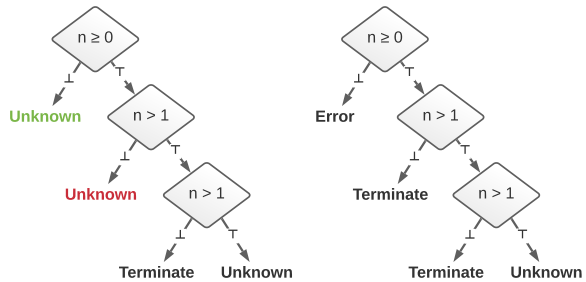 n ≥ 0 n ≥ 0
⊥ ⊤ ⊥ ⊤
Unknown n > 1 Error n > 1
⊥ ⊤ ⊥ ⊤
Unknown n > 1 Terminate n > 1
⊥ ⊤ ⊥ ⊤
Terminate Unknown Terminate Unknown